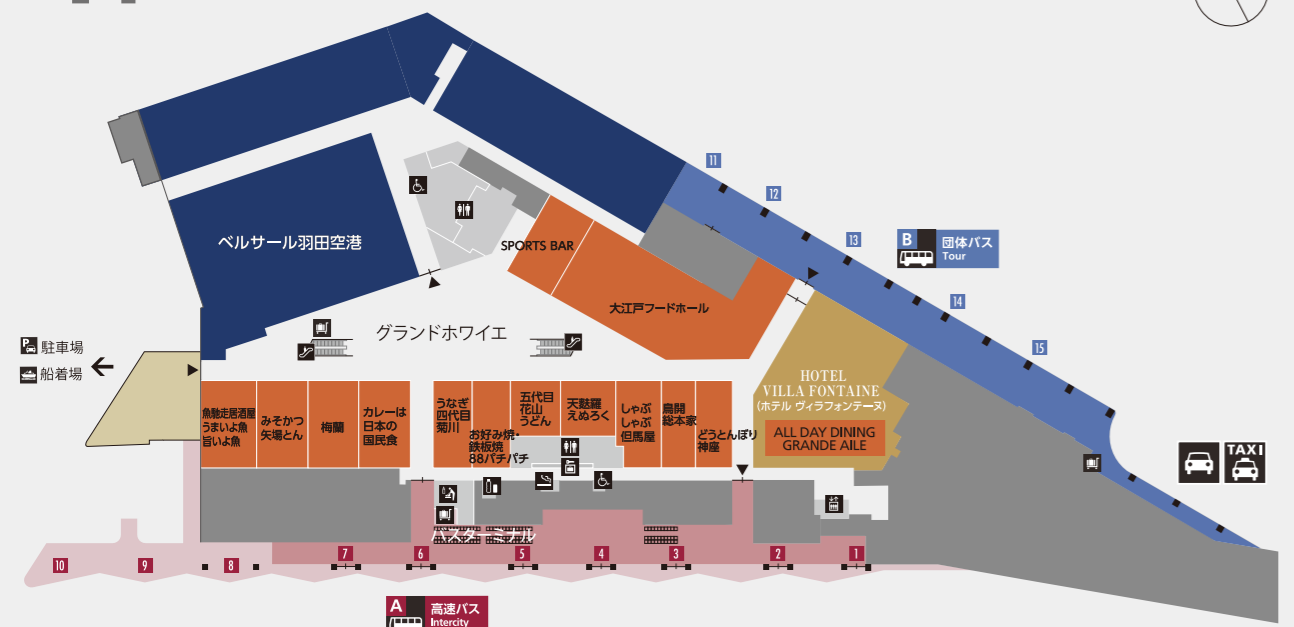 11
12
13
B
団体バス
Tour
14
15
ベルサール羽田空港
SPORTS BAR
大江戸フードホール
グランドホワイエ
P
駐車場
船着場
HOTEL
VILLA FONTAINE
(ホテル ヴィラフォンテーヌ)
ALL DAY DINING
GRANDE AILE
魚馳走居酒屋
うまいよ魚
旨いよ魚
みそかつ
矢場とん
梅蘭
カレーは
日本の
国民食
うなぎ
四代目
菊川
お好み焼・
鉄板焼
88パチパチ
五代目
花山
うどん
天麩羅
えぬろく
しゃぶ
しゃぶ
但馬屋
鳥開
総本家
どうとんぼり
神座
TAXI
バスターミナル
10
9
8
7
6
5
4
3
2
1
A
高速バス
Intercity